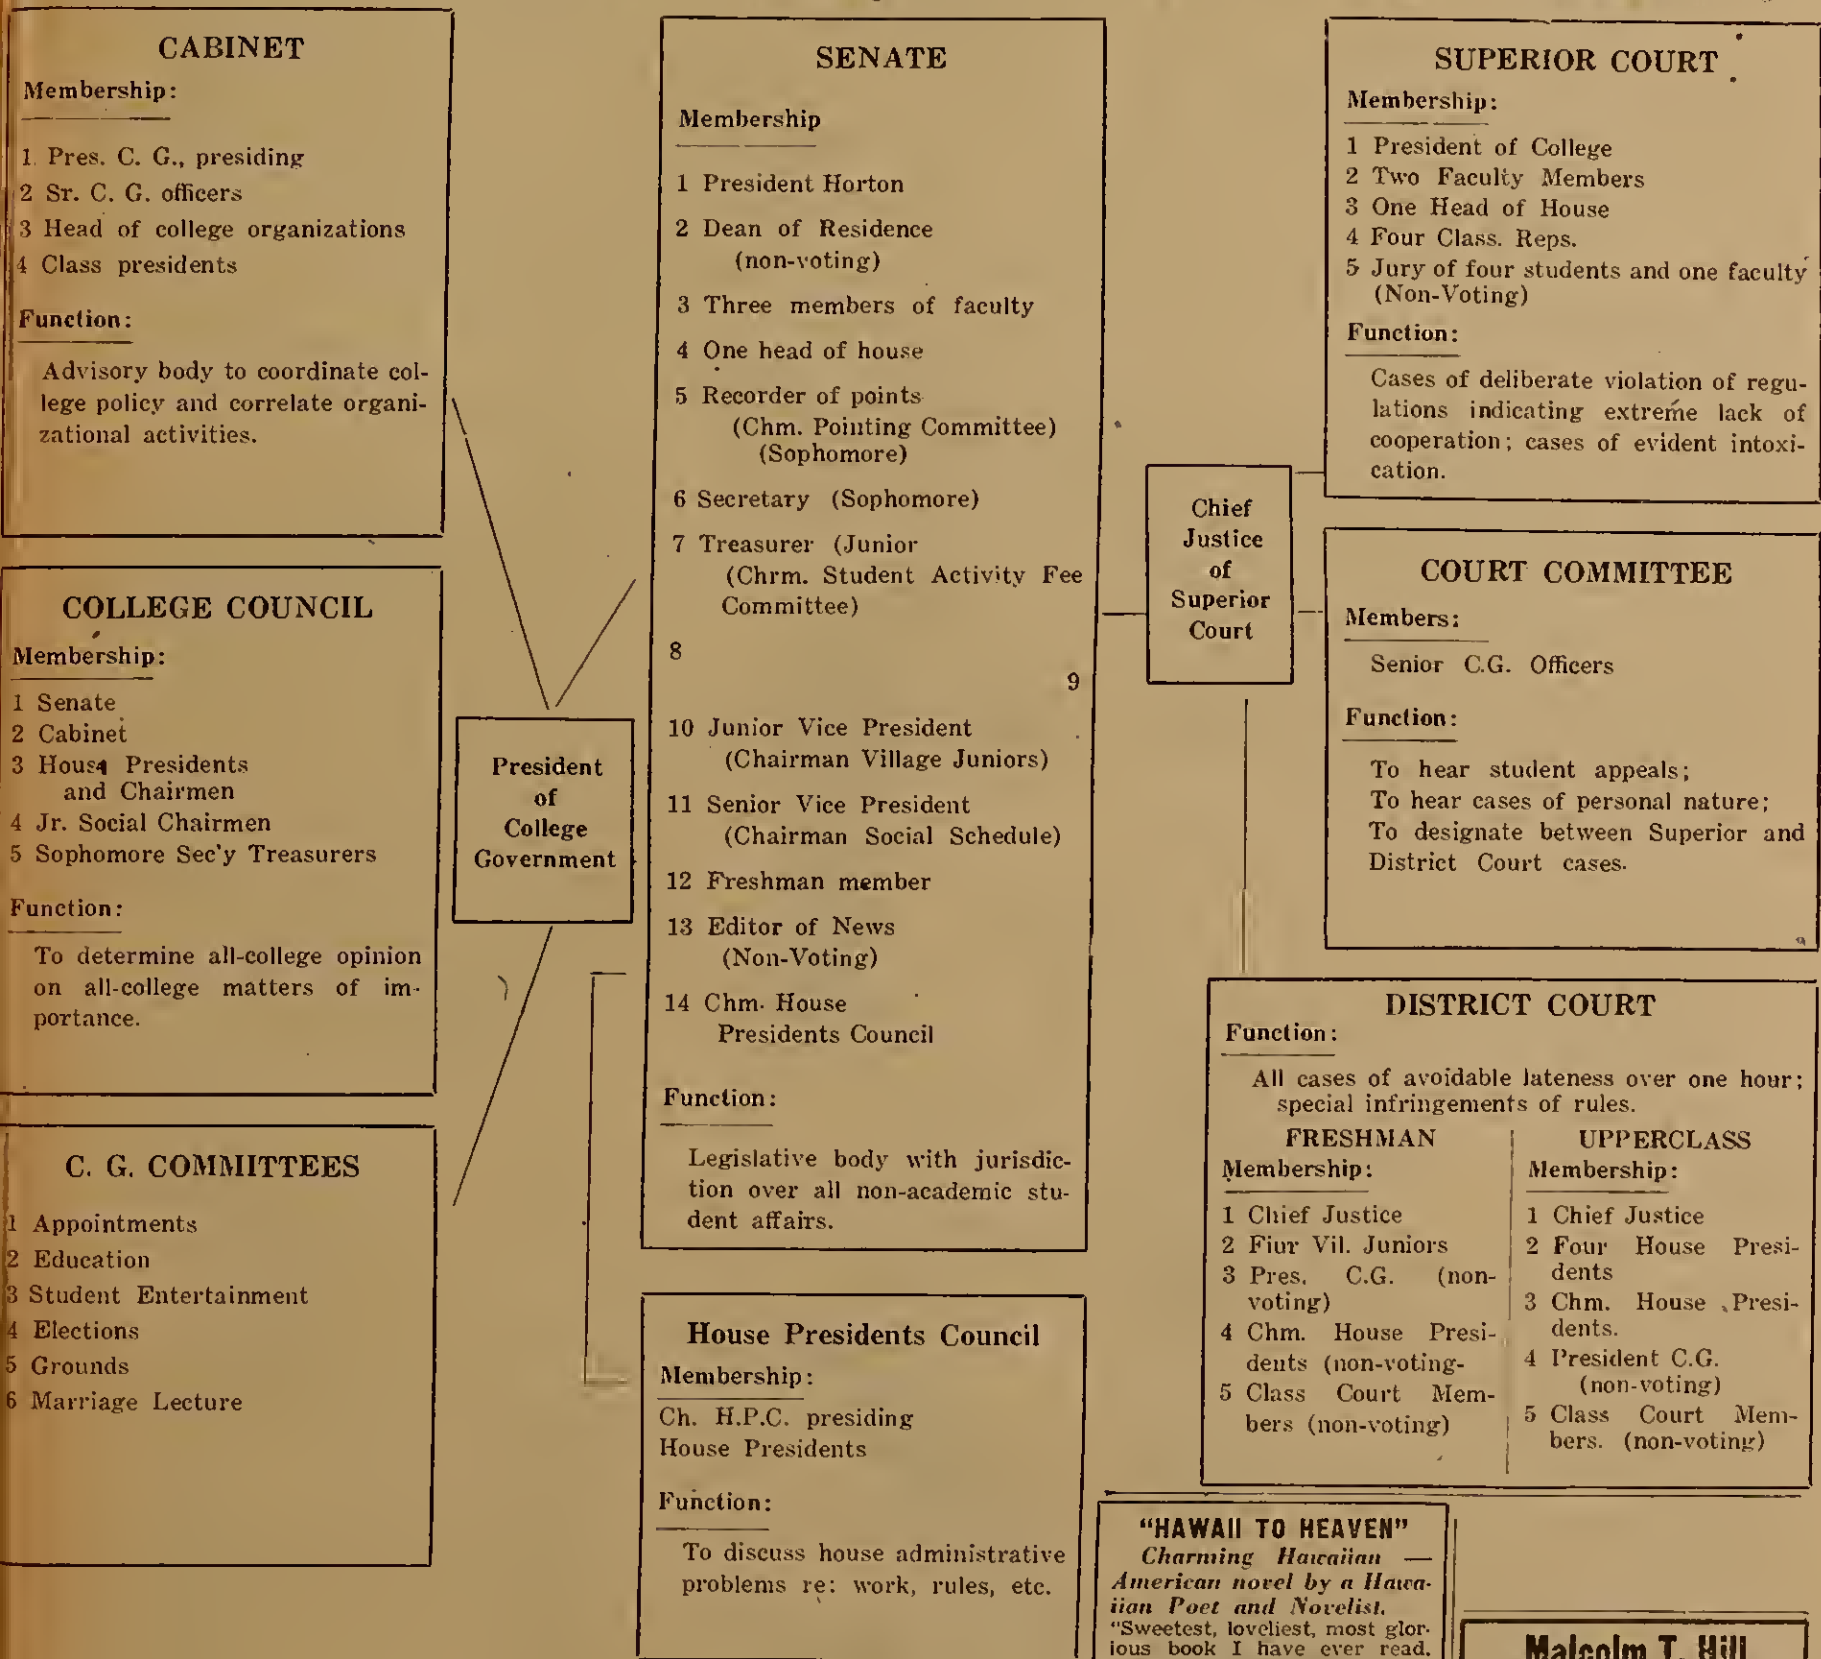 CABINET
Membership:
1 Pres. C. G., presiding
2 Sr. C. G. officers
3 Head of college organizations
4 Class presidents
Function:
Advisory body to coordinate col-
lege policy and correlate organi-
zational activities.
COLLEGE COUNCIL
Membership:
1 Senate
2 Cabinet
3 House Presidents
and Chairmen
4 Jr. Social Chairmen
5 Sophomore Sec'y Treasurers
Function:
To determine all-college opinion
on all-college matters of im-
portance.
C. G. COMMITTEES
1 Appointments
2 Education
3 Student Entertainment
4 Elections
5 Grounds
6 Marriage Lecture
President
of
College
Government
SENATE
Membership
1 President Horton
2 Dean of Residence
(non-voting)
3 Three members of faculty
4 One head of house
5 Recorder of points
(Chm. Pointing Committee)
(Sophomore)
6 Secretary (Sophomore)
7 Treasurer (Junior
(Chrm. Student Activity Fee
Committee)
8
9
10 Junior Vice President
(Chairman Village Juniors)
11 Senior Vice President
(Chairman Social Schedule)
12 Freshman member
13 Editor of News
(Non-Voting)
14 Chm. House
Presidents Council
Function:
Legislative body with jurisdic-
tion over all non-academic stu-
dent affairs.
House Presidents Council
Membership:
Ch. H.P.C. presiding
House Presidents
Function:
To discuss house administrative
problems re: work, rules, etc.
Chief
Justice
of
Superior
Court
SUPERIOR COURT
Membership:
1 President of College
2 Two Faculty Members
3 One Head of House
4 Four Class. Reps.
5 Jury of four students and one faculty
(Non-Voting)
Function:
Cases of deliberate violation of regu-
lations indicating extreme lack of
cooperation; cases of evident intoxi-
cation.
COURT COMMITTEE
Members:
Senior C.G. Officers
Function:
To hear student appeals;
To hear cases of personal nature;
To designate between Superior and
District Court cases.
DISTRICT COURT
Function:
All cases of avoidable lateness over one hour;
special infringements of rules.
FRESHMAN
Membership:
1 Chief Justice
2 Fiur Vil. Juniors
3 Pres. C.G. (non-
voting)
4 Chm. House Presi-
dents (non-voting-
5 Class Court Mem-
bers (non-voting)
UPPERCLASS
Membership:
1 Chief Justice
2 Four House Presi-
dents
3 Chm. House Presi-
dents.
4 President C.G.
(non-voting)
5 Class Court Mem-
bers. (non-voting)
"HAWAII TO HEAVEN"
Charming Hawaiian —
American novel by a Hawa-
iian Poet and Novelist.
"Sweetest, loveliest, most glor-
ious book I have ever read.
Malcolm T. Hill